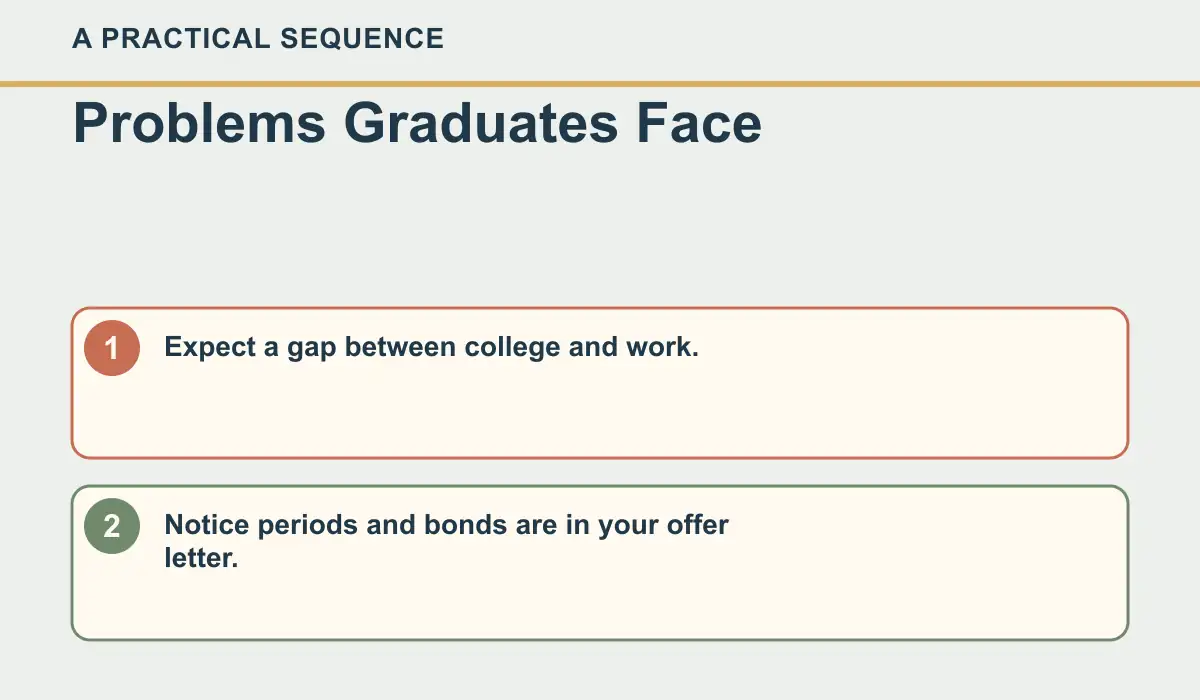 A PRACTICAL SEQUENCE
Problems Graduates Face
1
Expect a gap between college and work.
2
Notice periods and bonds are in your offer
letter.